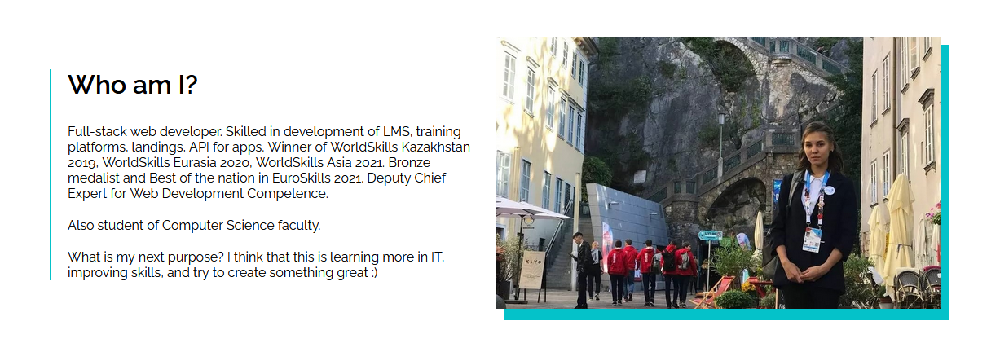 Who am I?
Full-stack web developer. Skilled in development of LMS, training
platforms, landings, API for apps. Winner of WorldSkills Kazakhstan
2019, WorldSkills Eurasia 2020, WorldSkills Asia 2021. Bronze
medalist and Best of the nation in EuroSkills 2021. Deputy Chief
Expert for Web Development Competence.
Also student of Computer Science faculty.
What is my next purpose? I think that this is learning more in IT,
improving skills, and try to create something great :)
KLYO